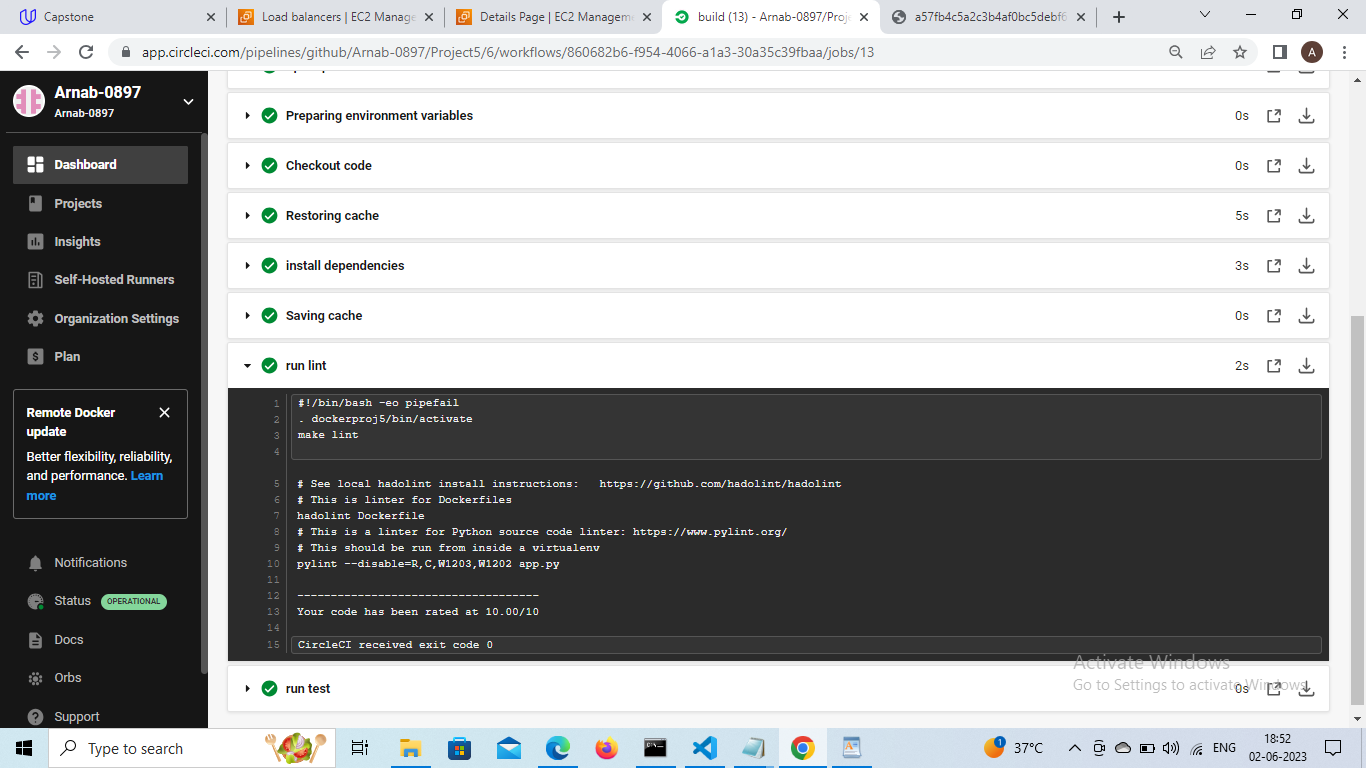 Capstone
Load balancers | EC2 Manage
Details Page | EC2 Managem
build (13) - Arnab-0897/Proj
a57fb4c5a2c3b4af0bc5debf6
app.circleci.com/pipelines/github/Arnab-0897/Project5/6/workflows/860682b6-f954-4066-a1a3-30a35c39fbaa/jobs/13
A
Arnab-0897
Arnab-0897
Dashboard
Projects
Insights
Self-Hosted Runners
Organization Settings
Plan
Remote Docker
update
Better flexibility, reliability,
and performance. Learn
more
Notifications
Status OPERATIONAL
Docs
Orbs
Support
Preparing environment variables 0s
Checkout code 0s
Restoring cache 5s
install dependencies 3s
Saving cache 0s
run lint 2s
1 #!/bin/bash -eo pipefail
2 . dockerproj5/bin/activate
3 make lint
4
5 # See local hadolint install instructions:   https://github.com/hadolint/hadolint
6 # This is linter for Dockerfiles
7 hadolint Dockerfile
8 # This is a linter for Python source code linter: https://www.pylint.org/
9 # This should be run from inside a virtualenv
10 pylint --disable=R,C,W1203,W1202 app.py
11
12 ------------------------------------
13 Your code has been rated at 10.00/10
14
15 CircleCI received exit code 0
run test 0s
Activate Windows
Go to Settings to activate Windows.
Type to search
1
37°C
ENG
18:52
02-06-2023